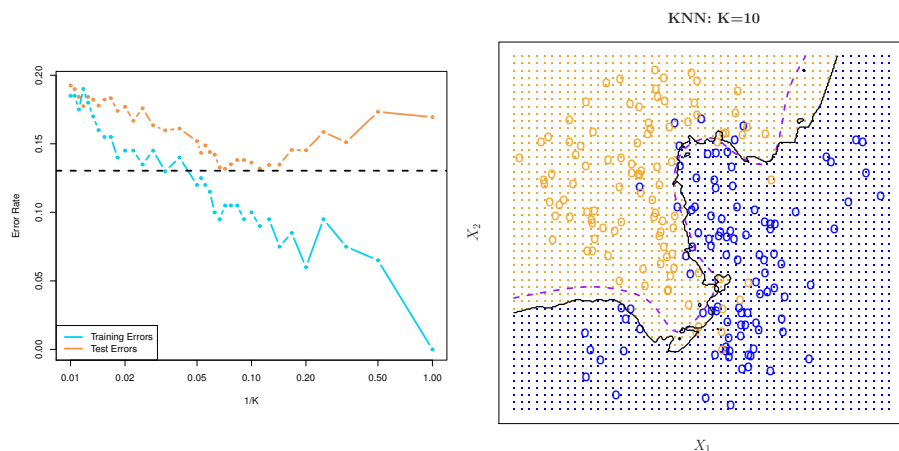 KNN: K=10
0.20
0.15
0.10
0.05
0.00
Error Rate
Training Errors
Test Errors
0.01 0.02 0.05 0.10 0.20 0.50 1.00
1/K
X₂
X₁